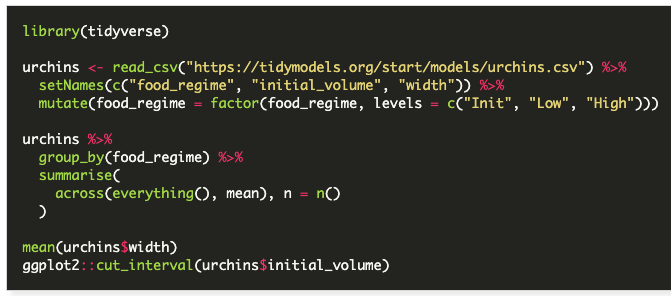 library(tidyverse)
urchins <- read_csv("https://tidymodels.org/start/models/urchins.csv") %>%
  setNames(c("food_regime", "initial_volume", "width")) %>%
  mutate(food_regime = factor(food_regime, levels = c("Init", "Low", "High")))
urchins %>%
  group_by(food_regime) %>%
  summarise(
    across(everything(), mean), n = n()
  )
mean(urchins$width)
ggplot2::cut_interval(urchins$initial_volume)